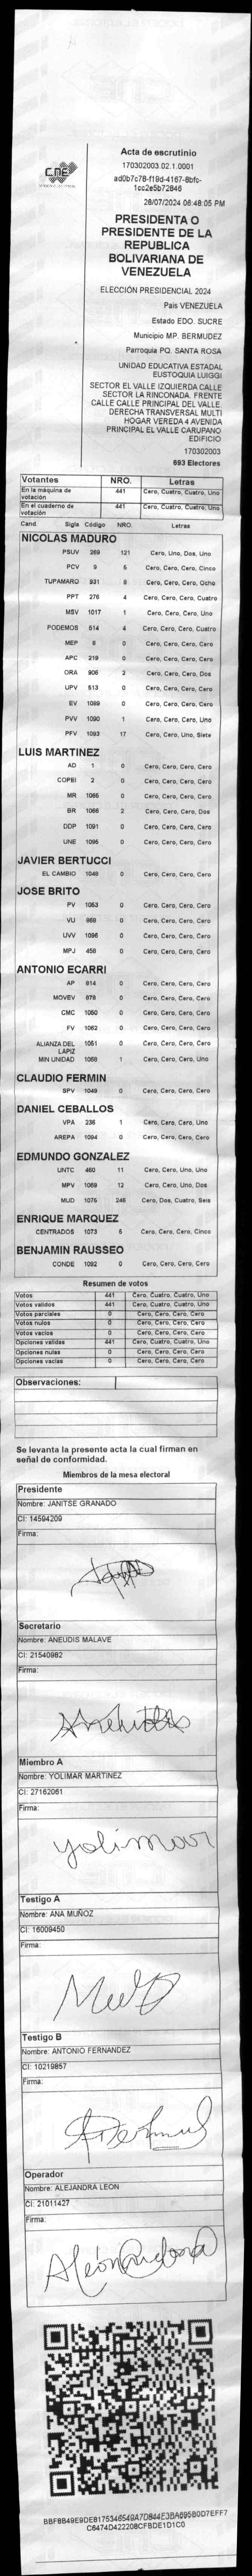 CNE
Acta de escrutinio
170302003.02.1.0001
ad0b7c78-f19d-4167-8bfc-
1cc2e5b72846
28/07/2024 06:48:05 PM
PRESIDENTA O
PRESIDENTE DE LA
REPUBLICA
BOLIVARIANA DE
VENEZUELA
ELECCIÓN PRESIDENCIAL 2024
Pais VENEZUELA
Estado EDO. SUCRE
Municipio MP. BERMUDEZ
Parroquia PQ. SANTA ROSA
UNIDAD EDUCATIVA ESTADAL
EUSTOQUIA LUIGGI
SECTOR EL VALLE IZQUIERDA CALLE
SECTOR LA RINCONADA. FRENTE
CALLE CALLE PRINCIPAL DEL VALLE.
DERECHA TRANSVERSAL MULTI
HOGAR VEREDA 4 AVENIDA
PRINCIPAL EL VALLE CARUPANO
EDIFICIO
170302003
693 Electores
Votantes NRO. Letras
En la máquina de votación 441 Cero, Cuatro, Cuatro, Uno
En el cuaderno de votación 441 Cero, Cuatro, Cuatro, Uno
Cand. Sigla Código NRO. Letras
NICOLAS MADURO
PSUV 269 121 Cero, Uno, Dos, Uno
PCV 9 5 Cero, Cero, Cero, Cinco
TUPAMARO 931 8 Cero, Cero, Cero, Ocho
PPT 276 4 Cero, Cero, Cero, Cuatro
MSV 1017 1 Cero, Cero, Cero, Uno
PODEMOS 514 4 Cero, Cero, Cero, Cuatro
MEP 6 0 Cero, Cero, Cero, Cero
APC 219 0 Cero, Cero, Cero, Cero
ORA 906 2 Cero, Cero, Cero, Dos
UPV 513 0 Cero, Cero, Cero, Cero
EV 1089 0 Cero, Cero, Cero, Cero
PVV 1090 1 Cero, Cero, Cero, Uno
PFV 1093 17 Cero, Cero, Uno, Siete
LUIS MARTINEZ
AD 1 0 Cero, Cero, Cero, Cero
COPEI 2 0 Cero, Cero, Cero, Cero
MR 1065 0 Cero, Cero, Cero, Cero
BR 1066 2 Cero, Cero, Cero, Dos
DDP 1091 0 Cero, Cero, Cero, Cero
UNE 1095 0 Cero, Cero, Cero, Cero
JAVIER BERTUCCI
EL CAMBIO 1048 0 Cero, Cero, Cero, Cero
JOSE BRITO
PV 1053 0 Cero, Cero, Cero, Cero
VU 868 0 Cero, Cero, Cero, Cero
UVV 1096 0 Cero, Cero, Cero, Cero
MPJ 458 0 Cero, Cero, Cero, Cero
ANTONIO ECARRI
AP 814 0 Cero, Cero, Cero, Cero
MOVEV 878 0 Cero, Cero, Cero, Cero
CMC 1050 0 Cero, Cero, Cero, Cero
FV 1062 0 Cero, Cero, Cero, Cero
ALIANZA DEL LAPIZ 1051 0 Cero, Cero, Cero, Cero
MIN UNIDAD 1058 1 Cero, Cero, Cero, Uno
CLAUDIO FERMIN
SPV 1049 0 Cero, Cero, Cero, Cero
DANIEL CEBALLOS
VPA 236 1 Cero, Cero, Cero, Uno
AREPA 1094 0 Cero, Cero, Cero, Cero
EDMUNDO GONZALEZ
UNTC 460 11 Cero, Cero, Uno, Uno
MPV 1069 12 Cero, Cero, Uno, Dos
MUD 1076 246 Cero, Dos, Cuatro, Seis
ENRIQUE MARQUEZ
CENTRADOS 1073 5 Cero, Cero, Cero, Cinco
BENJAMIN RAUSSEO
CONDE 1092 0 Cero, Cero, Cero, Cero
Resumen de votos
Votos 441 Cero, Cuatro, Cuatro, Uno
Votos validos 441 Cero, Cuatro, Cuatro, Uno
Votos parciales 0 Cero, Cero, Cero, Cero
Votos nulos 0 Cero, Cero, Cero, Cero
Votos vacios 0 Cero, Cero, Cero, Cero
Opciones validas 441 Cero, Cuatro, Cuatro, Uno
Opciones nulas 0 Cero, Cero, Cero, Cero
Opciones vacias 0 Cero, Cero, Cero, Cero
Observaciones:
Se levanta la presente acta la cual firman en
señal de conformidad.
Miembros de la mesa electoral
Presidente
Nombre: JANITSE GRANADO
CI: 14594209
Firma:
Secretario
Nombre: ANEUDIS MALAVE
CI: 21540982
Firma:
Miembro A
Nombre: YOLIMAR MARTINEZ
CI: 27162061
Firma:
yolimar
Testigo A
Nombre: ANA MUÑOZ
CI: 16009450
Firma:
Testigo B
Nombre: ANTONIO FERNANDEZ
CI: 10219857
Firma:
Operador
Nombre: ALEJANDRA LEON
CI: 21011427
Firma:
BBF8B49E9DE8175346549A7D844E3BA695B0D7EFF7
C6474D422208CFBDE1D1C0